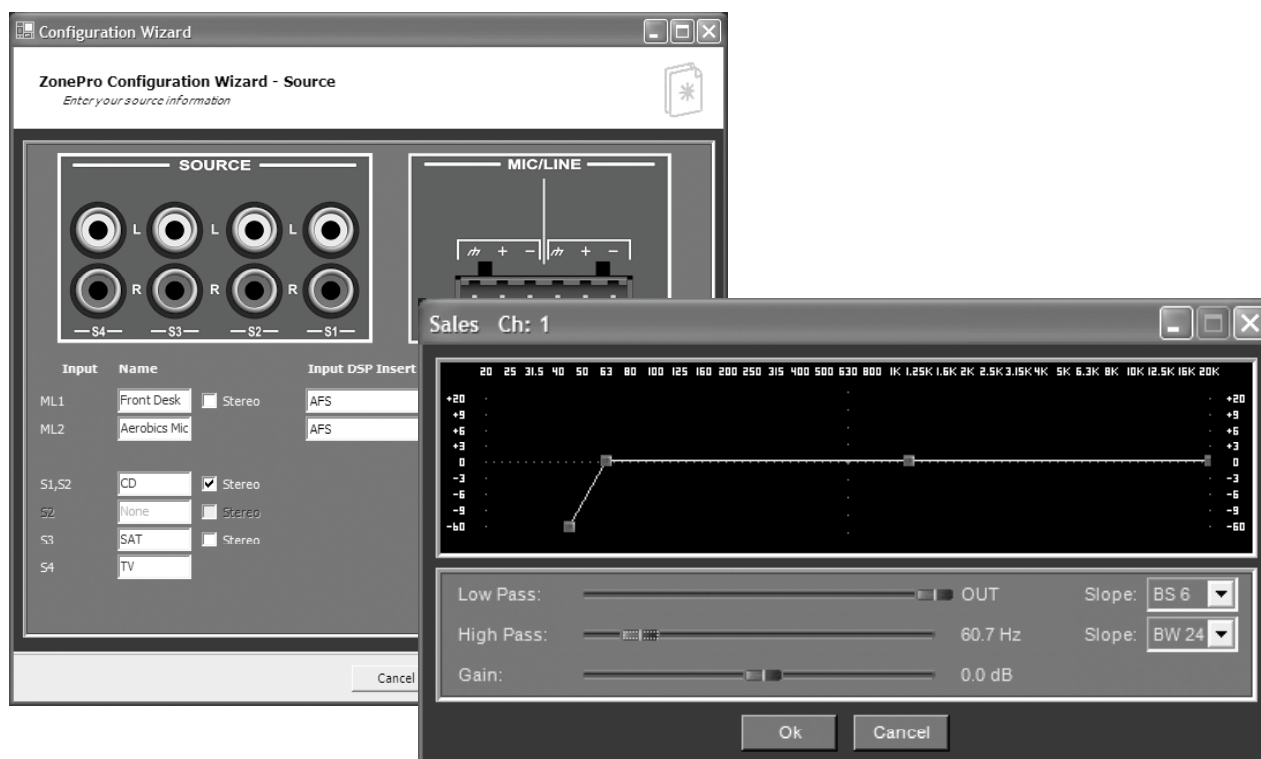 Configuration Wizard
ZonePro Configuration Wizard - Source
Enter your source information
SOURCE
L L L
R R R
S4 S3 S2 S1
MIC/LINE
+ - + -
Input Name Input DSP Insert
ML1 Front Desk Stereo AFS
ML2 Aerobics Mic AFS
S1,S2 CD Stereo
S2 None Stereo
S3 SAT Stereo
S4 TV
Cancel
Sales Ch: 1
20 25 31.5 40 50 63 80 100 125 160 200 250 315 400 500 630 800 1K 1.25K 1.6K 2K 2.5K 3.15K 4K 5K 6.3K 8K 10K 12.5K 16K 20K
+20 +20
+9 +9
+6 +6
+3 +3
0 0
-3 -3
-6 -6
-9 -9
-60 -60
Low Pass: OUT Slope: BS 6
High Pass: 60.7 Hz Slope: BW 24
Gain: 0.0 dB
Ok Cancel